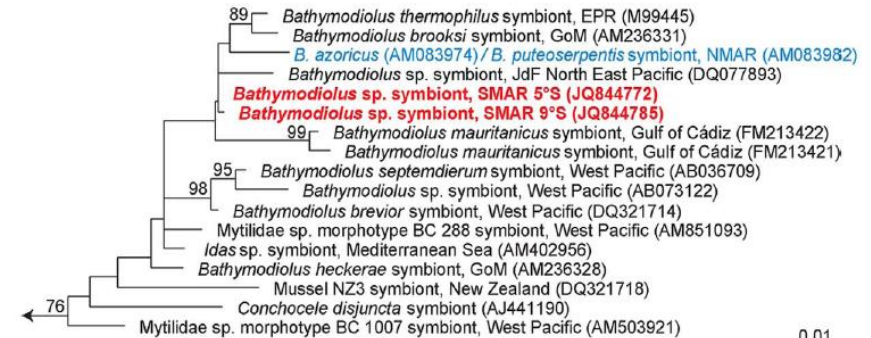 89
Bathymodiolus thermophilus symbiont, EPR (M99445)
Bathymodiolus brooksi symbiont, GoM (AM236331)
B. azoricus (AM083974) / B. puteoserpentis symbiont, NMAR (AM083982)
Bathymodiolus sp. symbiont, JdF North East Pacific (DQ077893)
Bathymodiolus sp. symbiont, SMAR 5°S (JQ844772)
Bathymodiolus sp. symbiont, SMAR 9°S (JQ844785)
99
Bathymodiolus mauritanicus symbiont, Gulf of Cádiz (FM213422)
Bathymodiolus mauritanicus symbiont, Gulf of Cádiz (FM213421)
95
Bathymodiolus septemdierum symbiont, West Pacific (AB036709)
98
Bathymodiolus sp. symbiont, West Pacific (AB073122)
Bathymodiolus brevior symbiont, West Pacific (DQ321714)
Mytilidae sp. morphotype BC 288 symbiont, West Pacific (AM851093)
Idas sp. symbiont, Mediterranean Sea (AM402956)
Bathymodiolus heckerae symbiont, GoM (AM236328)
Mussel NZ3 symbiont, New Zealand (DQ321718)
76
Conchocele disjuncta symbiont (AJ441190)
Mytilidae sp. morphotype BC 1007 symbiont, West Pacific (AM503921)
0.01